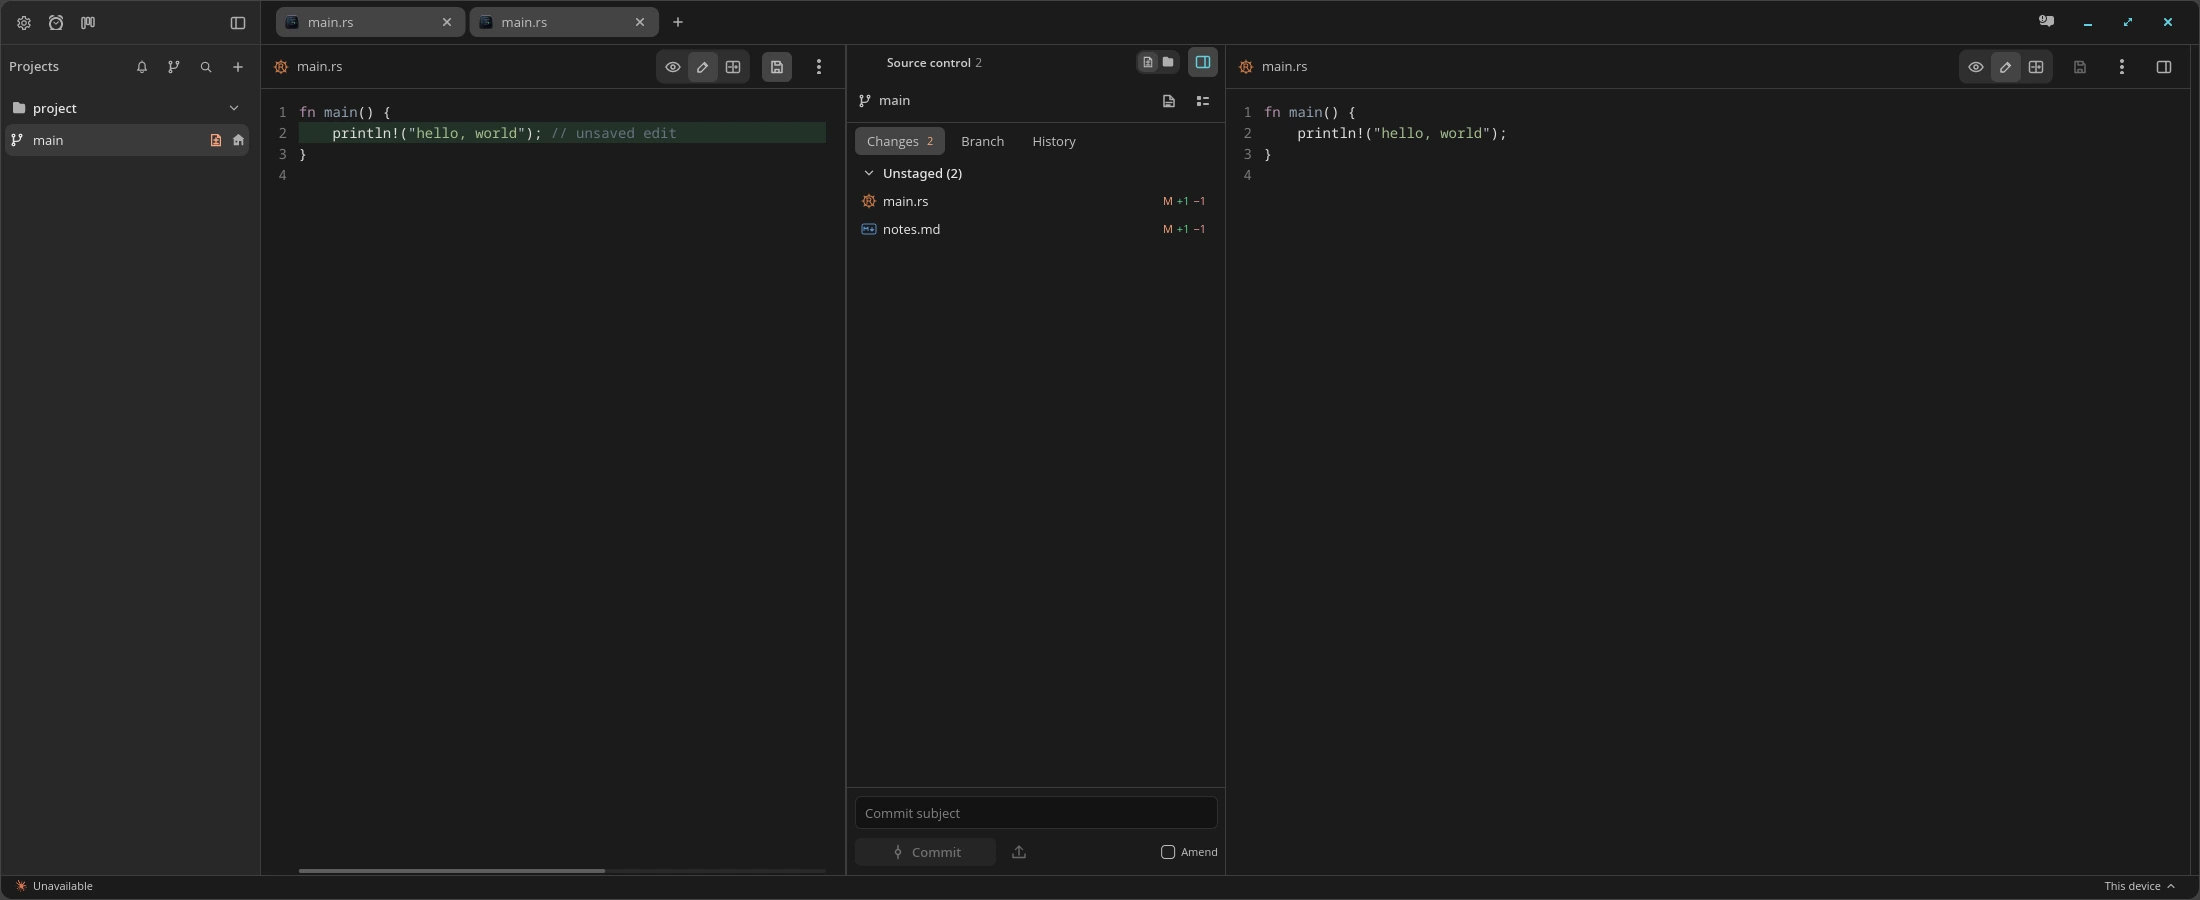 main.rs
main.rs
Projects
project
main
main.rs
1 fn main() {
2     println!("hello, world"); // unsaved edit
3 }
4
Source control 2
main
Changes 2 Branch History
Unstaged (2)
main.rs M +1 −1
notes.md M +1 −1
Commit subject
Commit Amend
main.rs
1 fn main() {
2     println!("hello, world");
3 }
4
Unavailable
This device